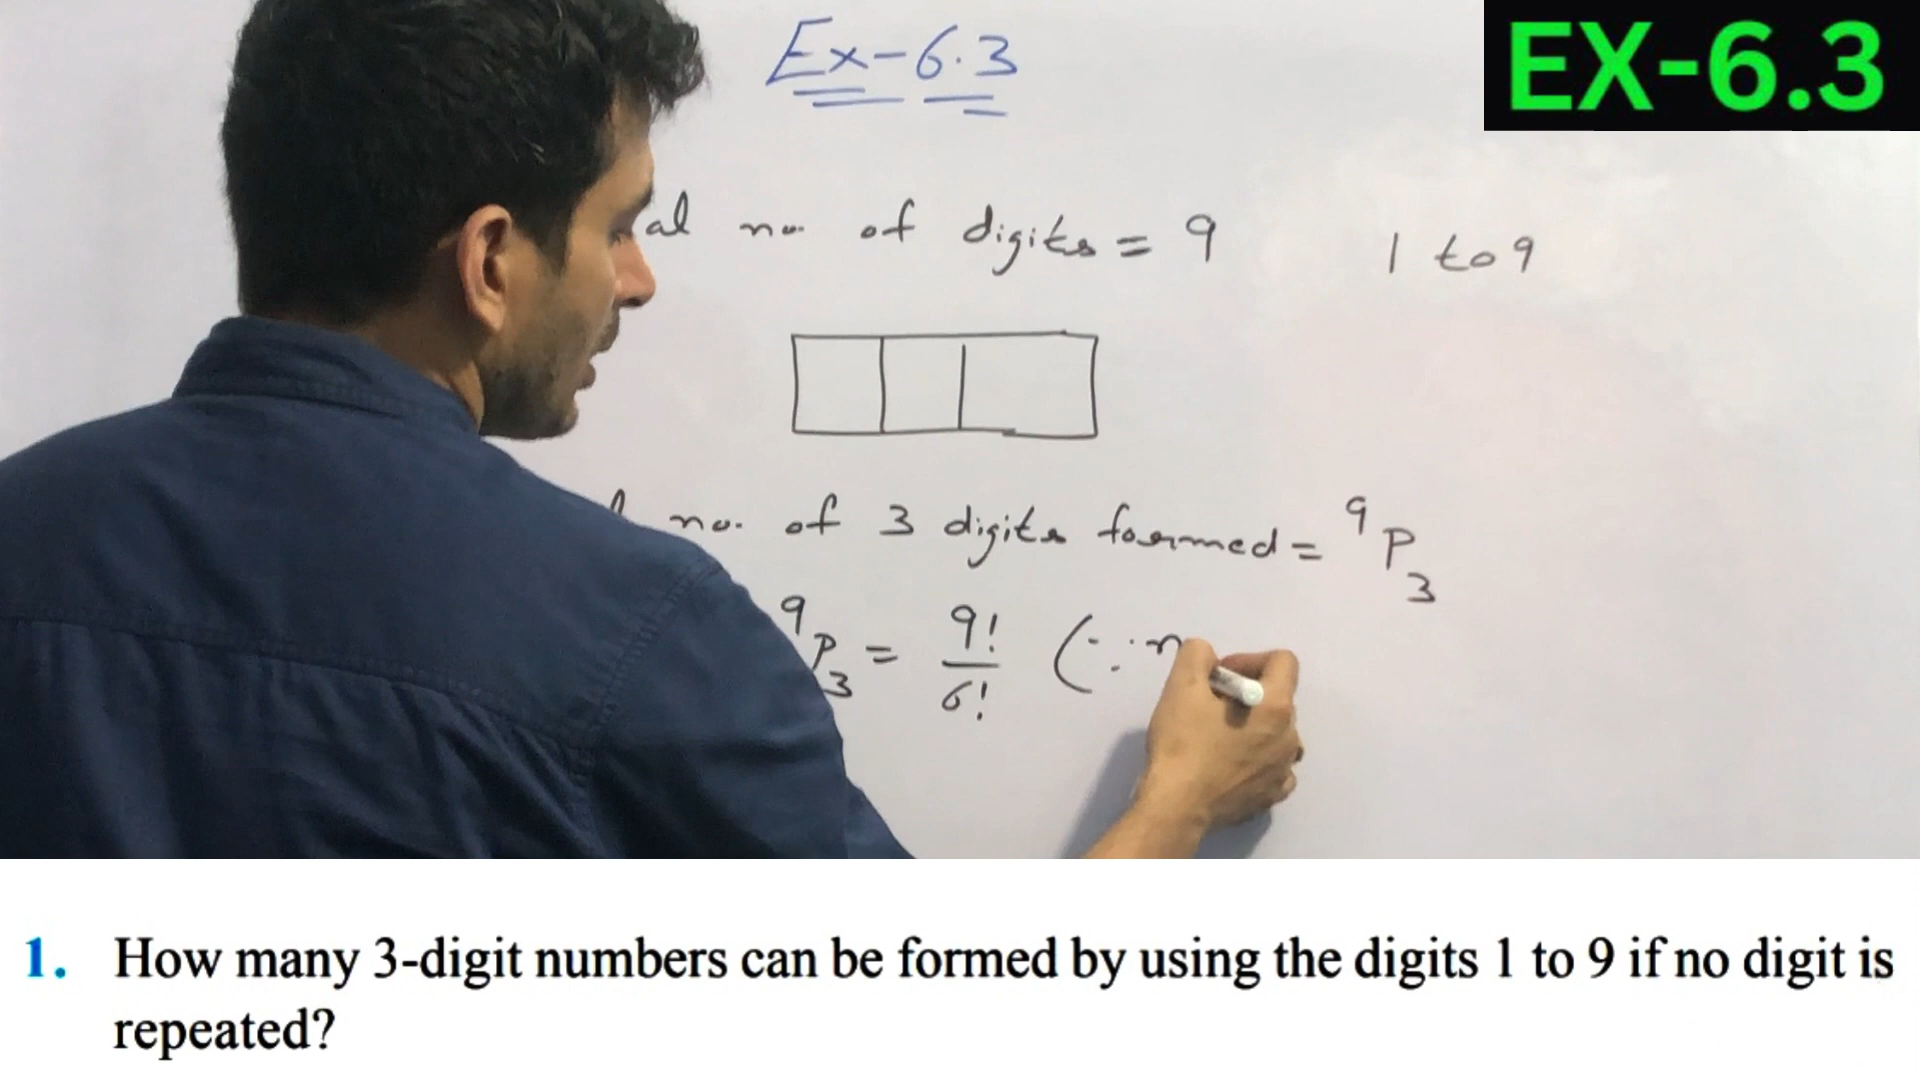 Ex-6.3
EX-6.3
al no. of digits = 9 1 to 9
no. of 3 digits formed = ⁹P₃
⁹P₃ = 9!/6! (∵ n
1. How many 3-digit numbers can be formed by using the digits 1 to 9 if no digit is
repeated?